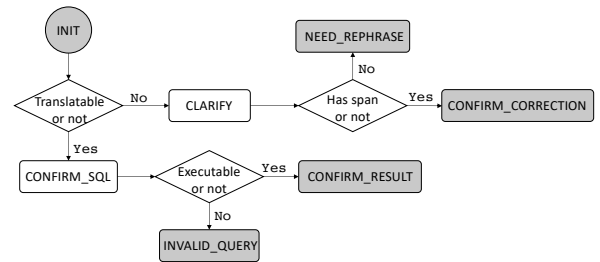 INIT
NEED_REPHRASE
No
Translatable
or not
No
CLARIFY
Has span
or not
Yes
CONFIRM_CORRECTION
Yes
CONFIRM_SQL
Executable
or not
Yes
CONFIRM_RESULT
No
INVALID_QUERY